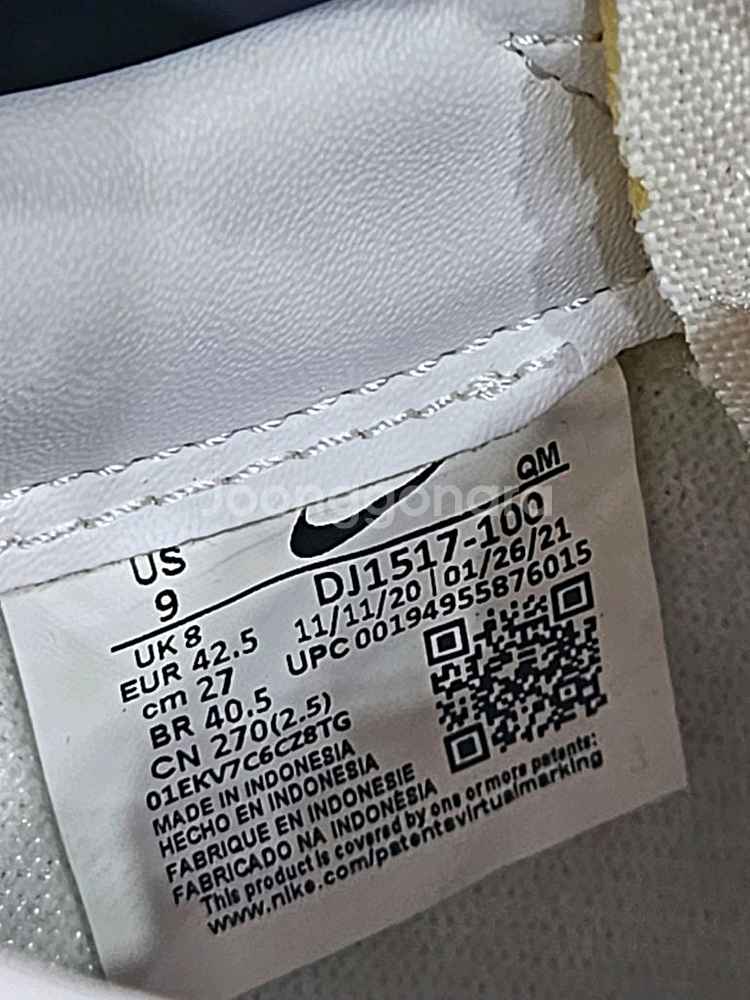 Joonggonara
QM
US
9
DJ1517-100
11/11/20 | 01/26/21
UPC 00194955876015
UK 8
EUR 42.5
cm 27
BR 40.5
CN 270(2.5)
01EKV7C6CZ8TG
MADE IN INDONESIA
HECHO EN INDONESIA
FABRIQUE EN INDONESIE
FABRICADO NA INDONÉSIA
This product is covered by one or more patents:
www.nike.com/patentsvirtualmarking